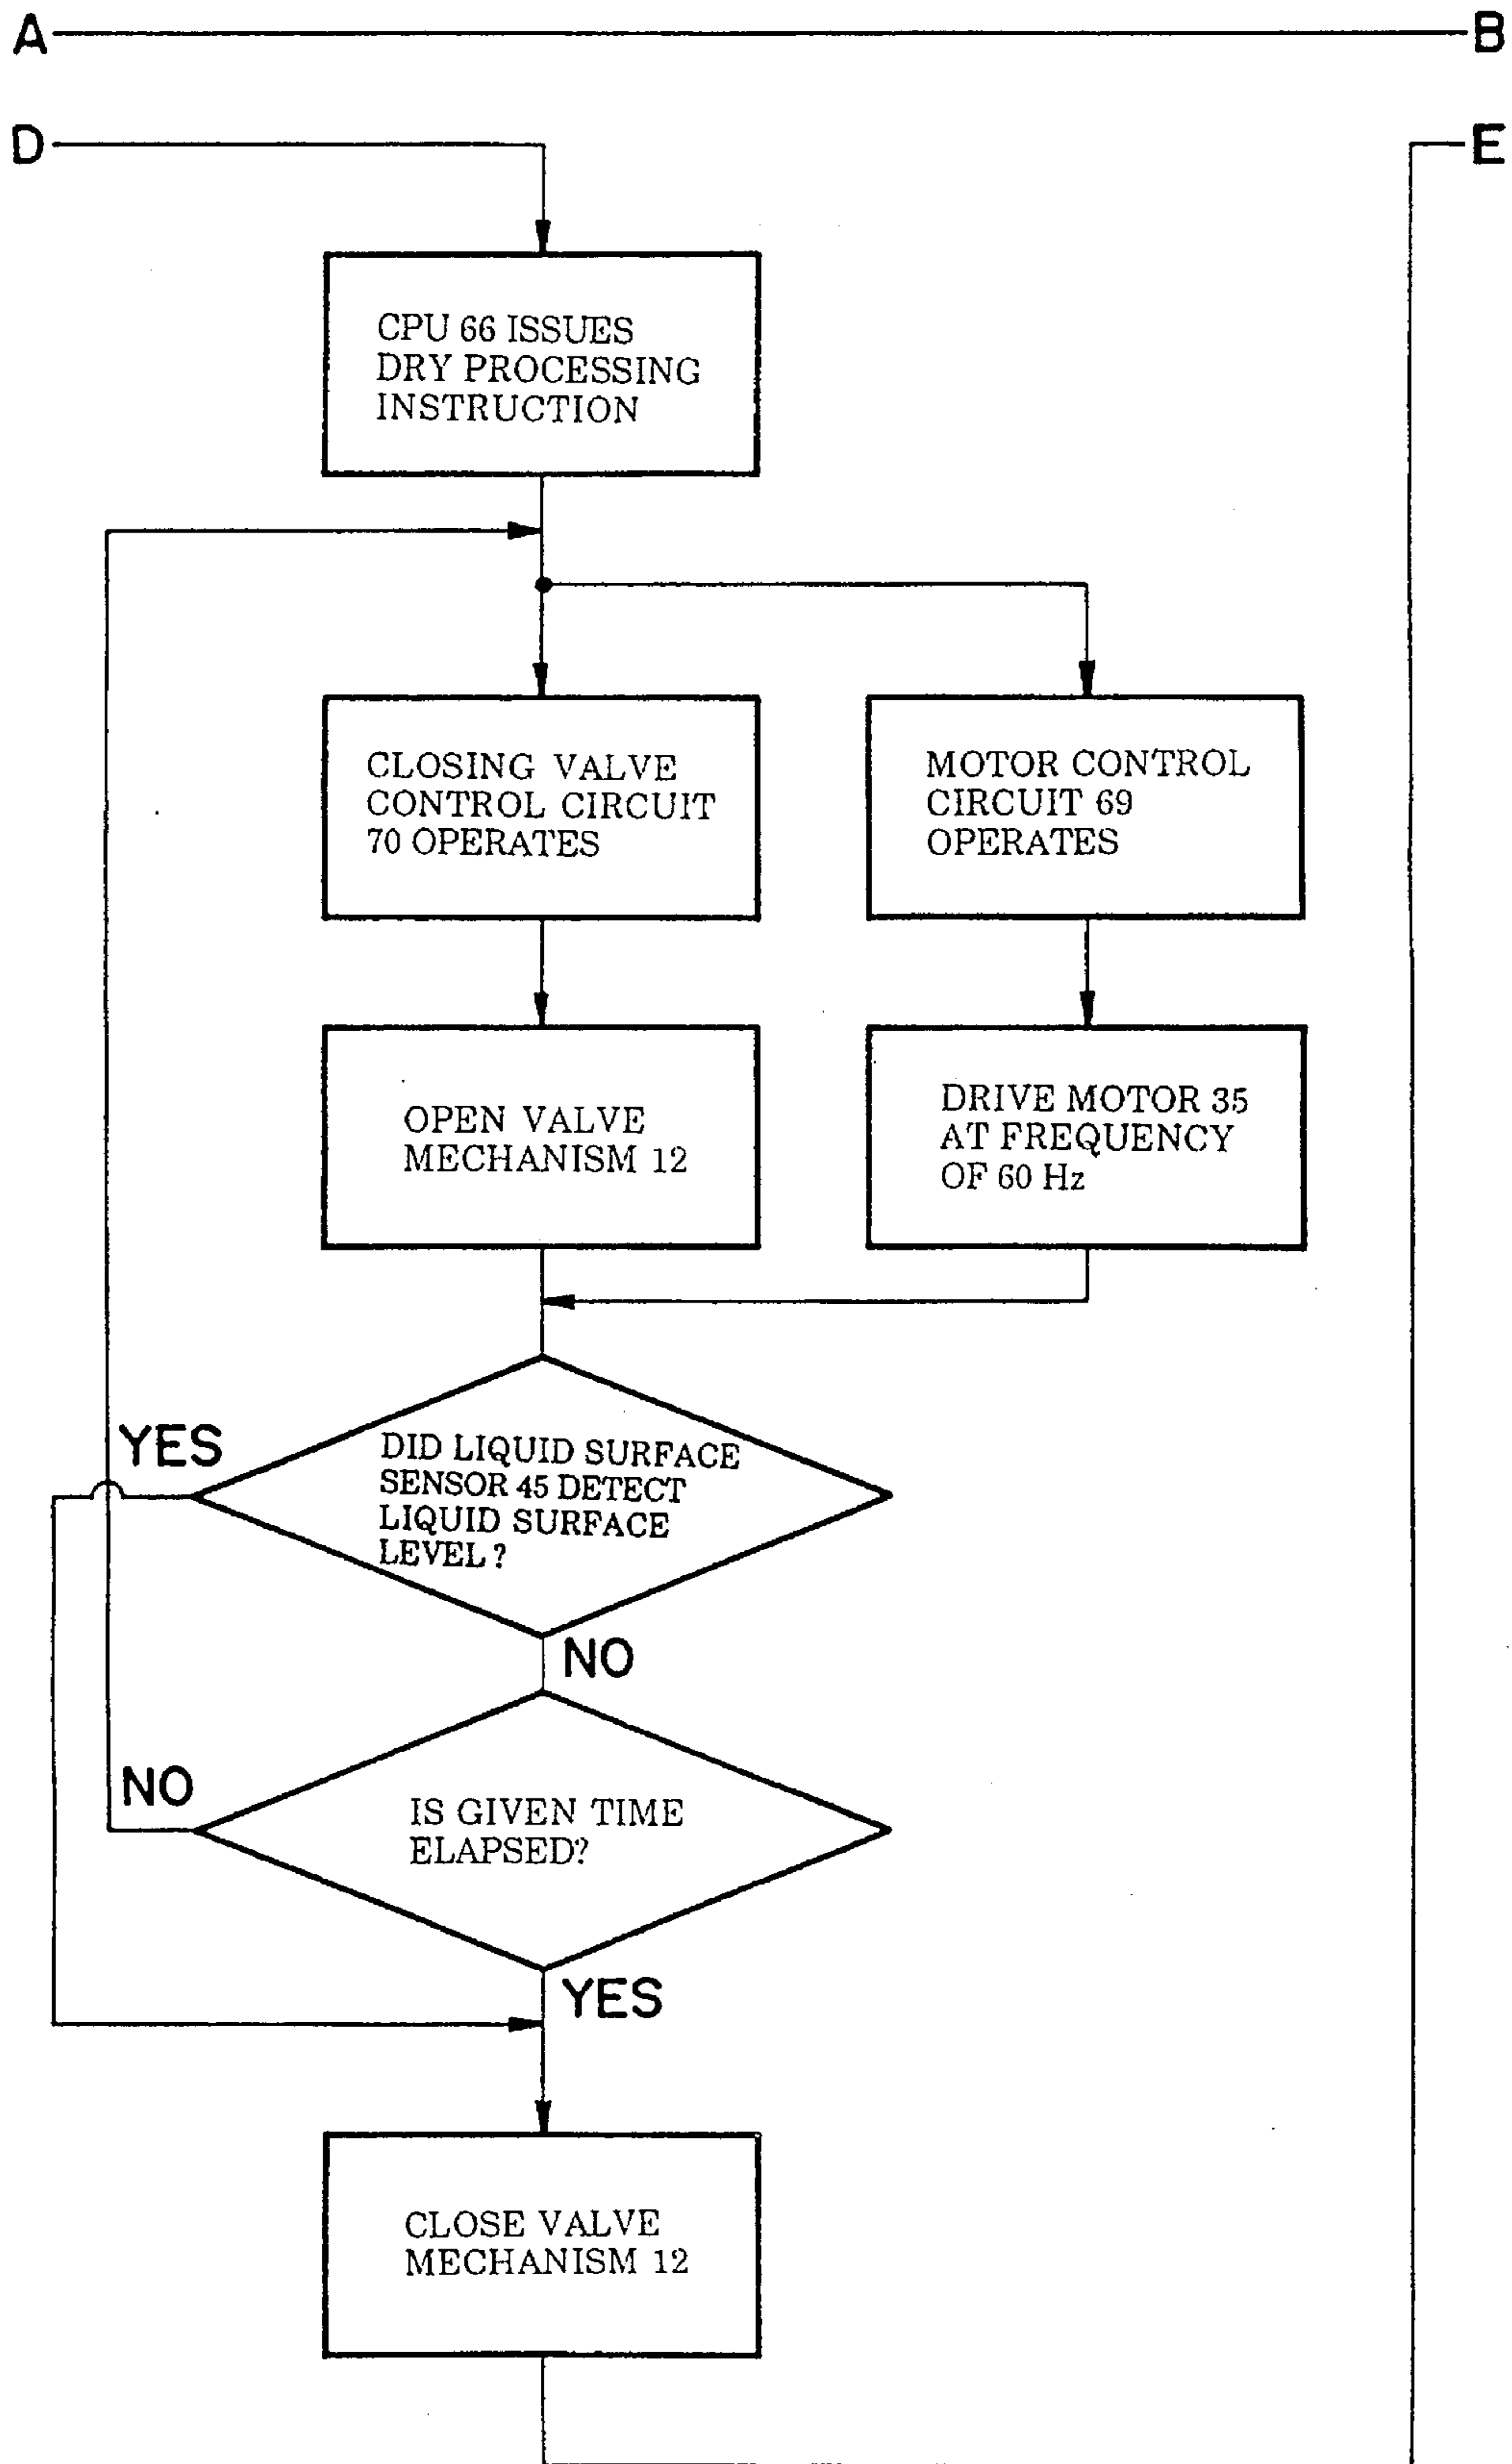 A
B
D
E
CPU 66 ISSUES
DRY PROCESSING
INSTRUCTION
CLOSING VALVE
CONTROL CIRCUIT
70 OPERATES
MOTOR CONTROL
CIRCUIT 69
OPERATES
OPEN VALVE
MECHANISM 12
DRIVE MOTOR 35
AT FREQUENCY
OF 60 Hz
YES
DID LIQUID SURFACE
SENSOR 45 DETECT
LIQUID SURFACE
LEVEL?
NO
NO
IS GIVEN TIME
ELAPSED?
YES
CLOSE VALVE
MECHANISM 12